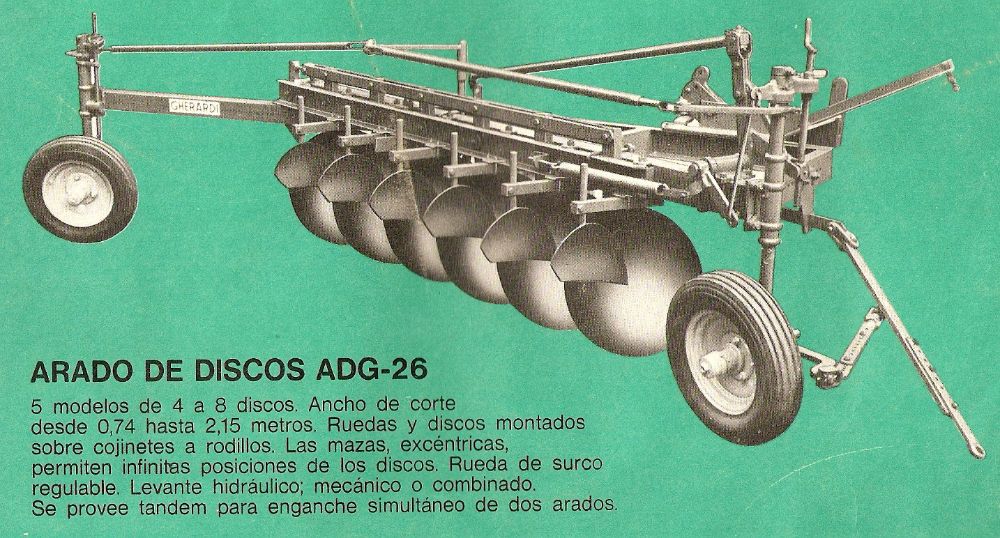 GHERARDI
ARADO DE DISCOS ADG-26
5 modelos de 4 a 8 discos. Ancho de corte
desde 0,74 hasta 2,15 metros. Ruedas y discos montados
sobre cojinetes a rodillos. Las mazas, excéntricas,
permiten infinitas posiciones de los discos. Rueda de surco
regulable. Levante hidráulico; mecánico o combinado.
Se provee tandem para enganche simultáneo de dos arados.